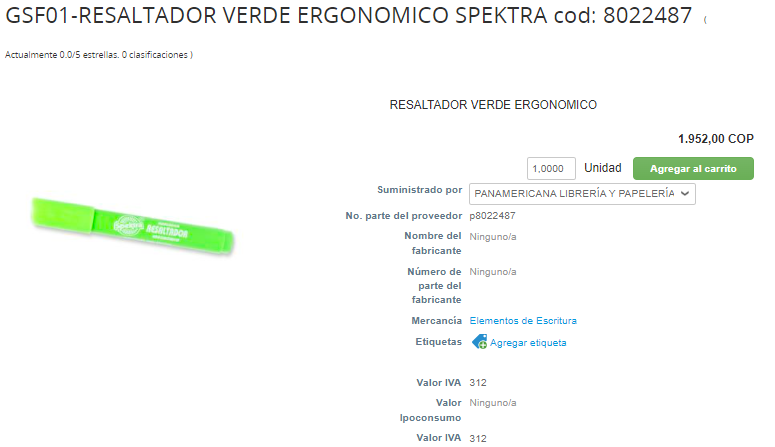 GSF01-RESALTADOR VERDE ERGONOMICO SPEKTRA cod: 8022487 (
Actualmente 0.0/5 estrellas. 0 clasificaciones )
RESALTADOR VERDE ERGONOMICO
1.952,00 COP
1,0000 Unidad Agregar al carrito
Suministrado por PANAMERICANA LIBRERÍA Y PAPELERÍA
No. parte del proveedor p8022487
Nombre del Ninguno/a
fabricante
Número de Ninguno/a
parte del
fabricante
Mercancía Elementos de Escritura
Etiquetas Agregar etiqueta
Spektra
RESALTADOR
Valor IVA 312
Valor Ninguno/a
Ipoconsumo
Valor IVA 312